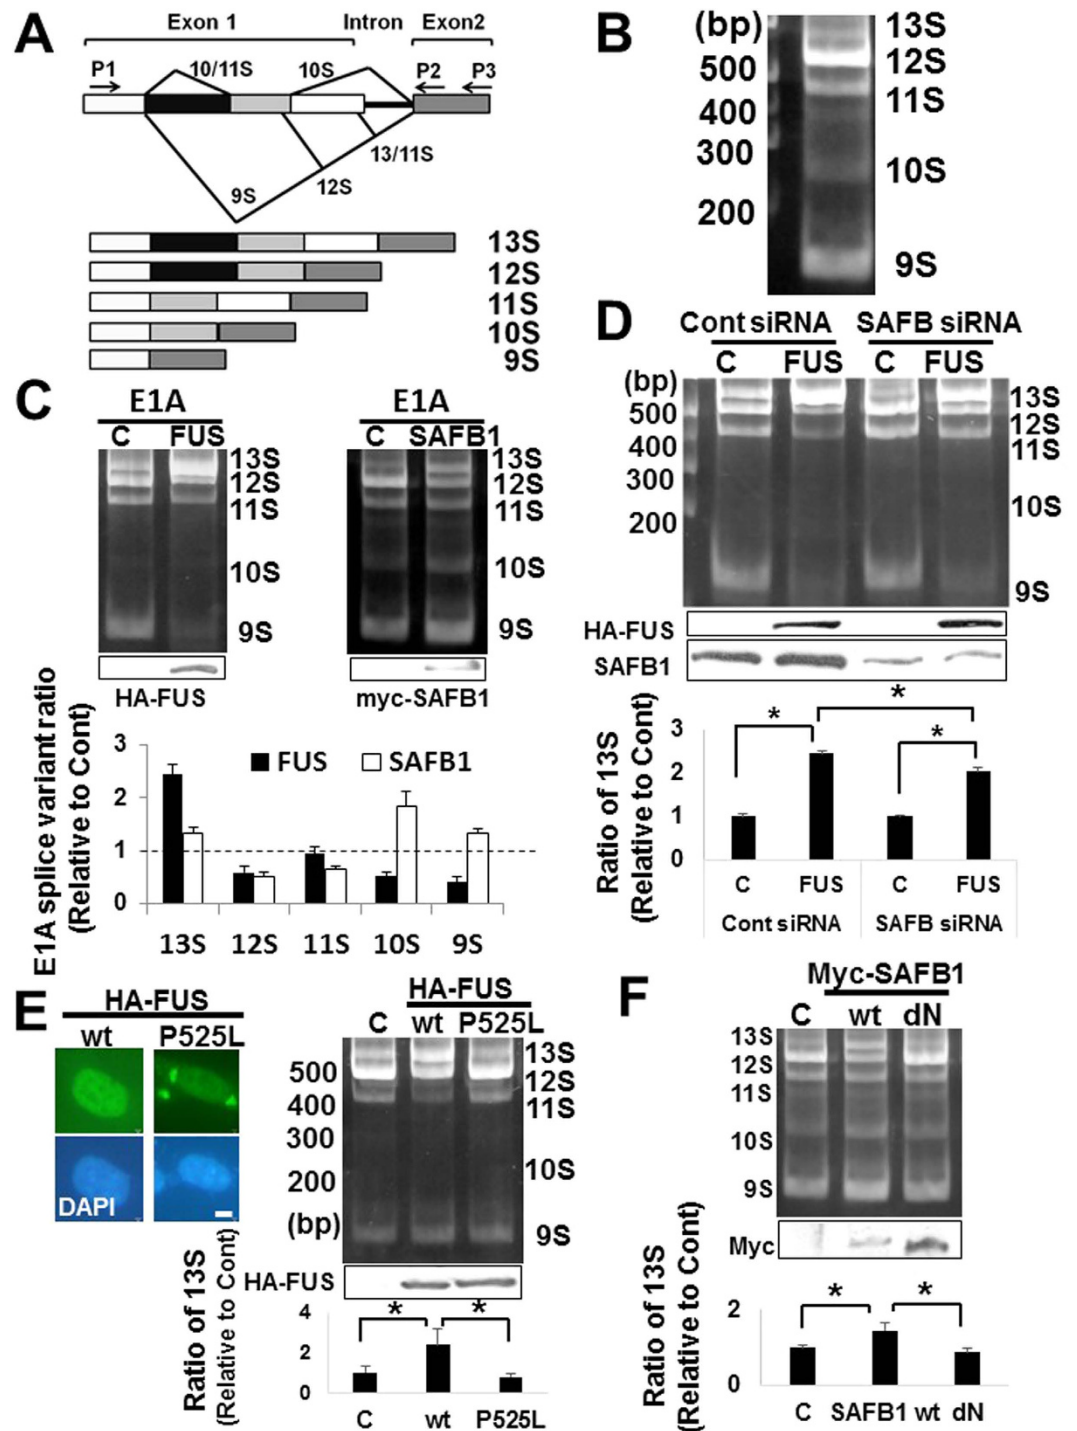 A
Exon 1 Intron Exon2
P1 10/11S 10S P2 P3
13/11S
12S
9S
13S
12S
11S
10S
9S
B
(bp)
500
400
300
200
13S
12S
11S
10S
9S
C
E1A
C FUS
13S
12S
11S
10S
9S
HA-FUS
E1A
C SAFB1
13S
12S
11S
10S
9S
myc-SAFB1
E1A splice variant ratio
(Relative to Cont)
3
2
1
0
FUS SAFB1
13S 12S 11S 10S 9S
D
Cont siRNA SAFB siRNA
C FUS C FUS
(bp)
500
400
300
200
13S
12S
11S
10S
9S
HA-FUS
SAFB1
Ratio of 13S
(Relative to Cont)
3
2
1
0
* * *
C FUS C FUS
Cont siRNA SAFB siRNA
E
HA-FUS
wt P525L
DAPI
HA-FUS
C wt P525L
500
400
300
200
(bp)
13S
12S
11S
10S
9S
HA-FUS
Ratio of 13S
(Relative to Cont)
4
2
0
* *
C wt P525L
F
Myc-SAFB1
C wt dN
13S
12S
11S
10S
9S
Myc
Ratio of 13S
(Relative to Cont)
2
0
* *
C SAFB1 wt dN